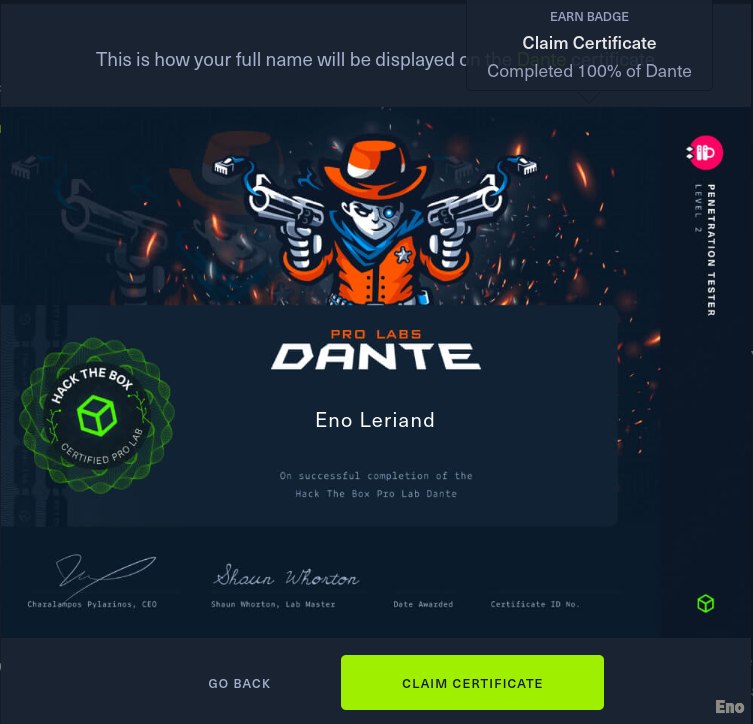 EARN BADGE
Claim Certificate
Completed 100% of Dante
This is how your full name will be displayed on the Dante certificate
PENETRATION TESTER
LEVEL 2
PRO LABS
DANTE
HACK THE BOX
CERTIFIED PRO LAB
Eno Leriand
On successful completion of the
Hack The Box Pro Lab Dante
Shaun Whorton
Charalampos Pylarinos, CEO
Shaun Whorton, Lab Master
Date Awarded
Certificate ID No.
GO BACK
CLAIM CERTIFICATE
Eno